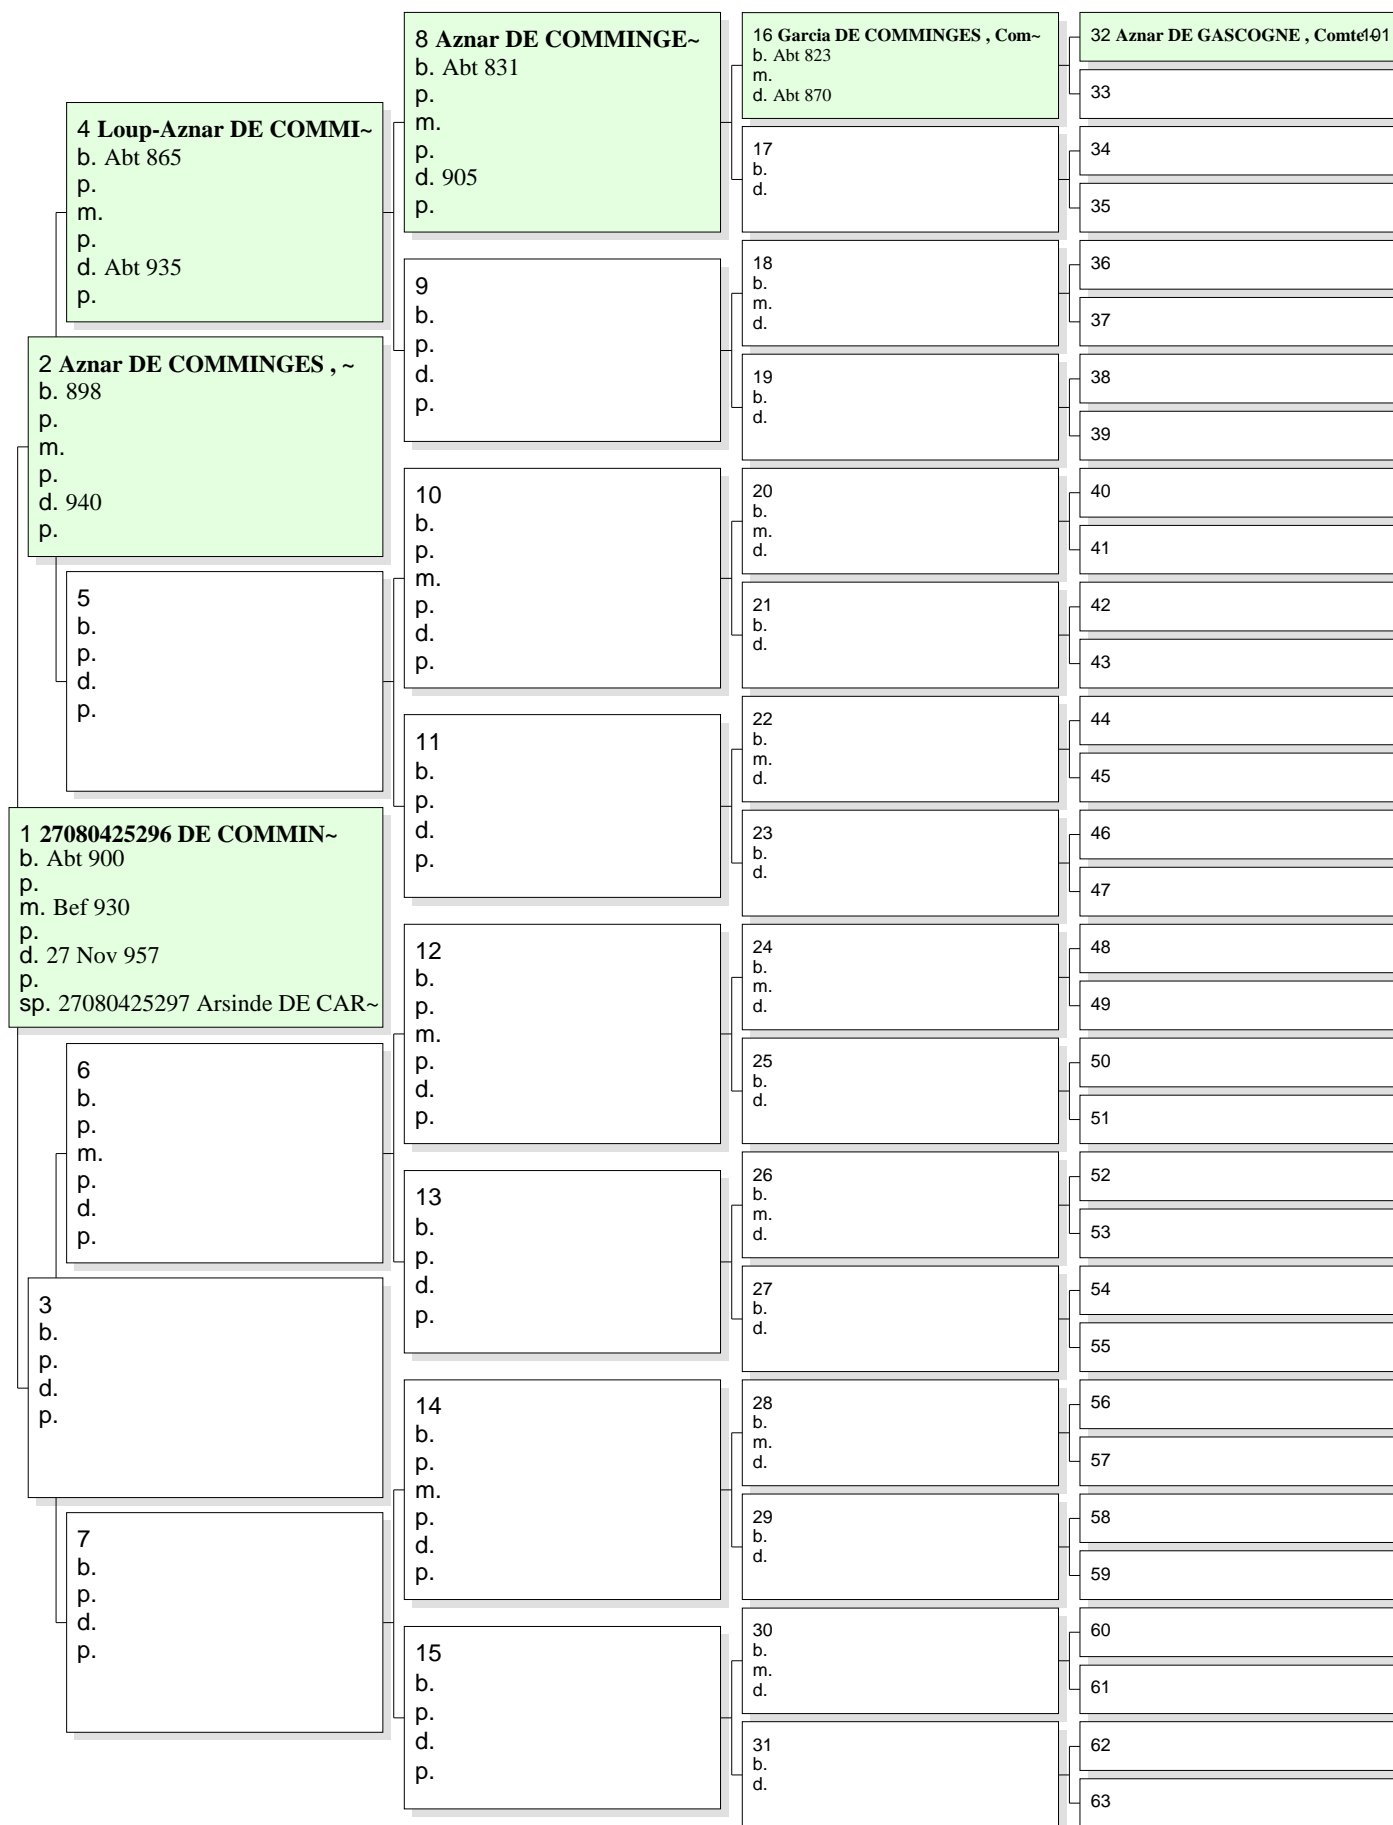 1 27080425296 DE COMMIN~
b. Abt 900
p.
m. Bef 930
p.
d. 27 Nov 957
p.
sp. 27080425297 Arsinde DE CAR~
2 Aznar DE COMMINGES , ~
b. 898
p.
m.
p.
d. 940
p.
3
b.
p.
d.
p.
4 Loup-Aznar DE COMMI~
b. Abt 865
p.
m.
p.
d. Abt 935
p.
5
b.
p.
d.
p.
6
b.
p.
m.
p.
d.
p.
7
b.
p.
d.
p.
8 Aznar DE COMMINGE~
b. Abt 831
p.
m.
p.
d. 905
p.
9
b.
p.
d.
p.
10
b.
p.
m.
p.
d.
p.
11
b.
p.
d.
p.
12
b.
p.
m.
p.
d.
p.
13
b.
p.
d.
p.
14
b.
p.
m.
p.
d.
p.
15
b.
p.
d.
p.
16 Garcia DE COMMINGES , Com~
b. Abt 823
m.
d. Abt 870
17
b.
d.
18
b.
m.
d.
19
b.
d.
20
b.
m.
d.
21
b.
d.
22
b.
m.
d.
23
b.
d.
24
b.
m.
d.
25
b.
d.
26
b.
m.
d.
27
b.
d.
28
b.
m.
d.
29
b.
d.
30
b.
m.
d.
31
b.
d.
32 Aznar DE GASCOGNE , Comte
33
34
35
36
37
38
39
40
41
42
43
44
45
46
47
48
49
50
51
52
53
54
55
56
57
58
59
60
61
62
63